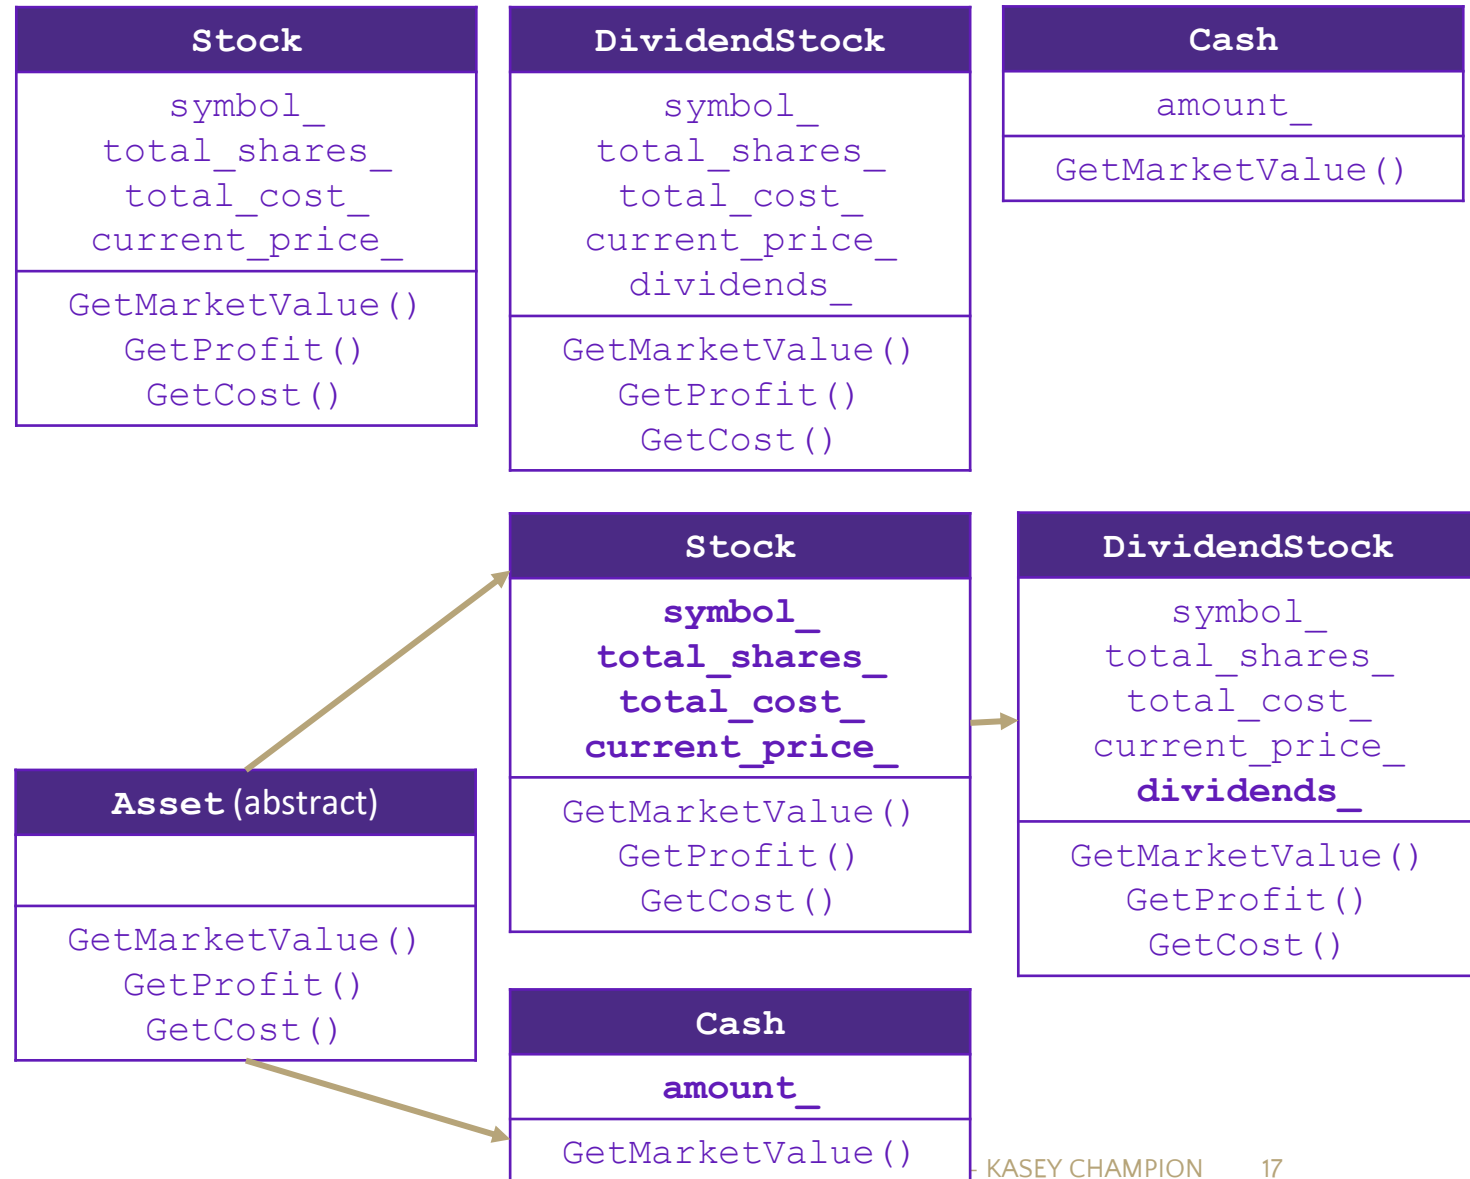 Stock
symbol_
total_shares_
total_cost_
current_price_
GetMarketValue()
GetProfit()
GetCost()
DividendStock
symbol_
total_shares_
total_cost_
current_price_
dividends_
GetMarketValue()
GetProfit()
GetCost()
Cash
amount_
GetMarketValue()
Asset (abstract)
GetMarketValue()
GetProfit()
GetCost()
Stock
symbol_
total_shares_
total_cost_
current_price_
GetMarketValue()
GetProfit()
GetCost()
DividendStock
symbol_
total_shares_
total_cost_
current_price_
dividends_
GetMarketValue()
GetProfit()
GetCost()
Cash
amount_
GetMarketValue()
- KASEY CHAMPION 17